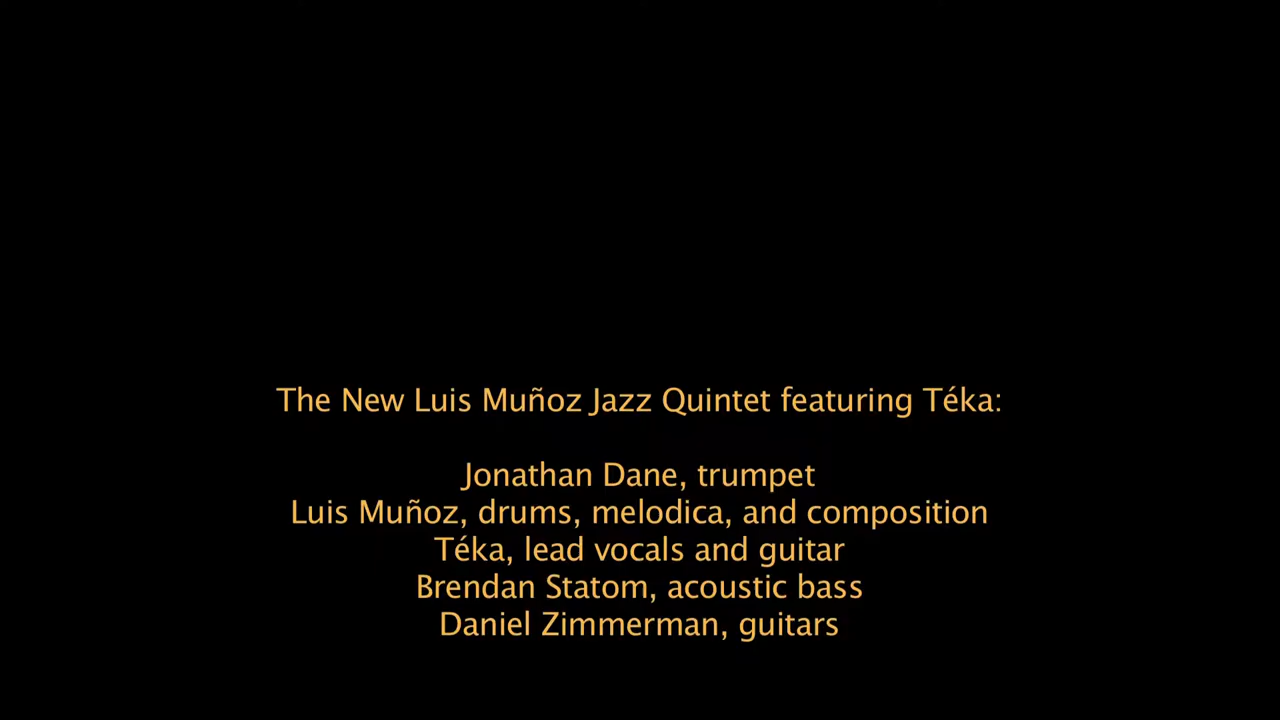 The New Luis Muñoz Jazz Quintet featuring Téka:
Jonathan Dane, trumpet
Luis Muñoz, drums, melodica, and composition
Téka, lead vocals and guitar
Brendan Statom, acoustic bass
Daniel Zimmerman, guitars